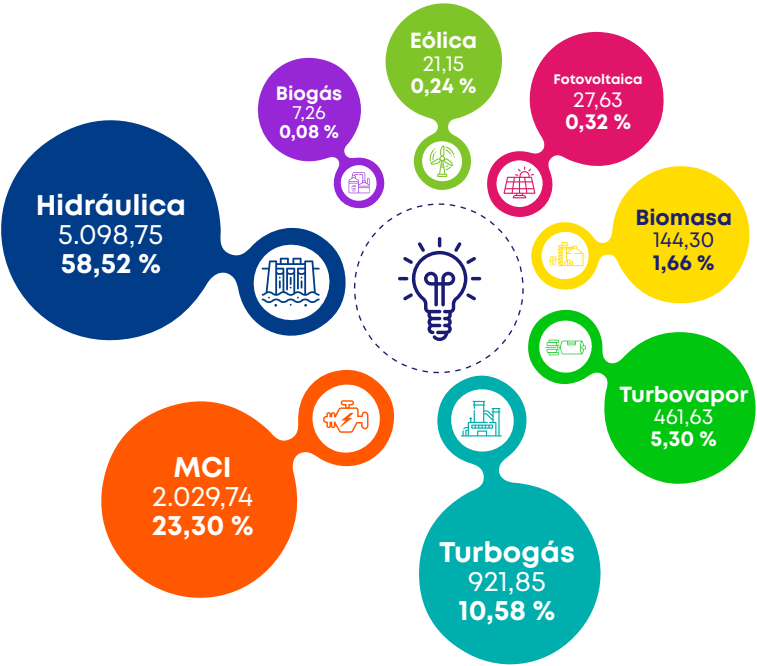 Eólica
21,15
0,24 %
Fotovoltaica
27,63
0,32 %
Biogás
7,26
0,08 %
Hidráulica
5.098,75
58,52 %
Biomasa
144,30
1,66 %
Turbovapor
461,63
5,30 %
MCI
2.029,74
23,30 %
Turbogás
921,85
10,58 %